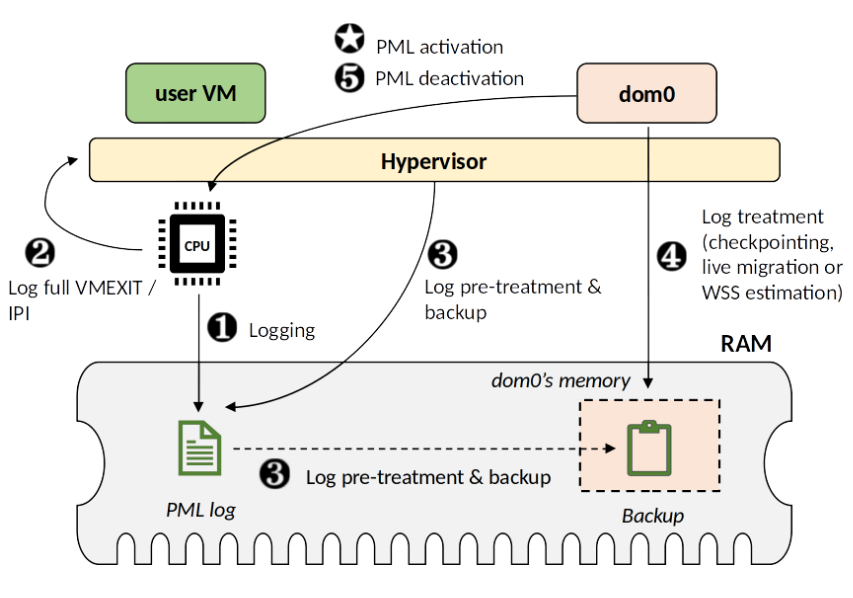 ★ PML activation
❺ PML deactivation
user VM
dom0
Hypervisor
CPU
❷
Log full VMEXIT /
IPI
❸
Log pre-treatment &
backup
❹
Log treatment
(checkpointing,
live migration or
WSS estimation)
❶ Logging
RAM
dom0's memory
❸ Log pre-treatment & backup
PML log
Backup